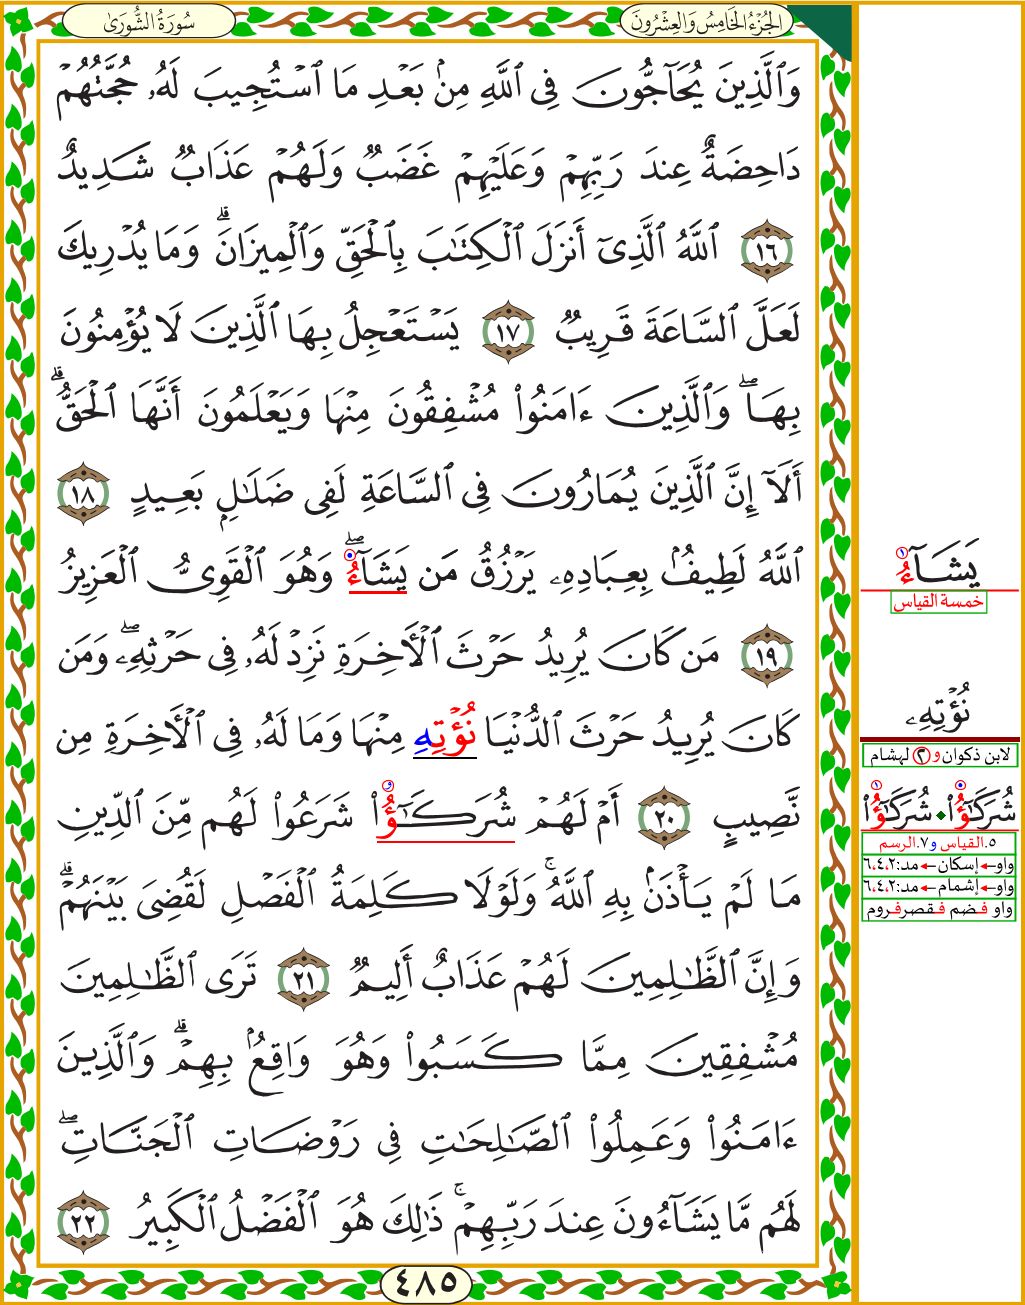 سُورَةُ الشُّورَىٰ
الجُزْءُ الخَامِسُ وَالعِشْرُونَ
وَٱلَّذِينَ يُحَآجُّونَ فِى ٱللَّهِ مِنۢ بَعْدِ مَا ٱسْتُجِيبَ لَهُۥ حُجَّتُهُمْ
دَاحِضَةٌ عِندَ رَبِّهِمْ وَعَلَيْهِمْ غَضَبٌ وَلَهُمْ عَذَابٌ شَدِيدٌ
١٦ ٱللَّهُ ٱلَّذِىٓ أَنزَلَ ٱلْكِتَٰبَ بِٱلْحَقِّ وَٱلْمِيزَانَ ۗ وَمَا يُدْرِيكَ
لَعَلَّ ٱلسَّاعَةَ قَرِيبٌ ١٧ يَسْتَعْجِلُ بِهَا ٱلَّذِينَ لَا يُؤْمِنُونَ
بِهَا ۖ وَٱلَّذِينَ ءَامَنُوا۟ مُشْفِقُونَ مِنْهَا وَيَعْلَمُونَ أَنَّهَا ٱلْحَقُّ ۗ
أَلَآ إِنَّ ٱلَّذِينَ يُمَارُونَ فِى ٱلسَّاعَةِ لَفِى ضَلَٰلٍۭ بَعِيدٍ ١٨
ٱللَّهُ لَطِيفٌۢ بِعِبَادِهِۦ يَرْزُقُ مَن يَشَآءُ ۖ وَهُوَ ٱلْقَوِىُّ ٱلْعَزِيزُ
١٩ مَن كَانَ يُرِيدُ حَرْثَ ٱلْأَخِرَةِ نَزِدْ لَهُۥ فِى حَرْثِهِۦ ۖ وَمَن
كَانَ يُرِيدُ حَرْثَ ٱلدُّنْيَا نُؤْتِهِ مِنْهَا وَمَا لَهُۥ فِى ٱلْأَخِرَةِ مِن
نَّصِيبٍ ٢٠ أَمْ لَهُمْ شُرَكَٰٓؤُا۟ شَرَعُوا۟ لَهُم مِّنَ ٱلدِّينِ
مَا لَمْ يَأْذَنۢ بِهِ ٱللَّهُ ۚ وَلَوْلَا كَلِمَةُ ٱلْفَصْلِ لَقُضِىَ بَيْنَهُمْ ۗ
وَإِنَّ ٱلظَّٰلِمِينَ لَهُمْ عَذَابٌ أَلِيمٌ ٢١ تَرَى ٱلظَّٰلِمِينَ
مُشْفِقِينَ مِمَّا كَسَبُوا۟ وَهُوَ وَاقِعٌۢ بِهِمْ ۗ وَٱلَّذِينَ
ءَامَنُوا۟ وَعَمِلُوا۟ ٱلصَّٰلِحَٰتِ فِى رَوْضَاتِ ٱلْجَنَّاتِ ۖ
لَهُم مَّا يَشَآءُونَ عِندَ رَبِّهِمْ ۚ ذَٰلِكَ هُوَ ٱلْفَضْلُ ٱلْكَبِيرُ ٢٢
٤٨٥
يَشَآءُ ١
خمسة القياس
نُؤْتِهِۦ
لابن ذكوان و ٢ لهشام
شُرَكَٰٓؤُا۟ ٥ شُرَكَٰٓؤُا۟ ١
٥.القياس و٧.الرسم
واو←إسكان←مد:٦،٤،٢
واو←إشمام←مد:٦،٤،٢
واو فضم فقصر فروم